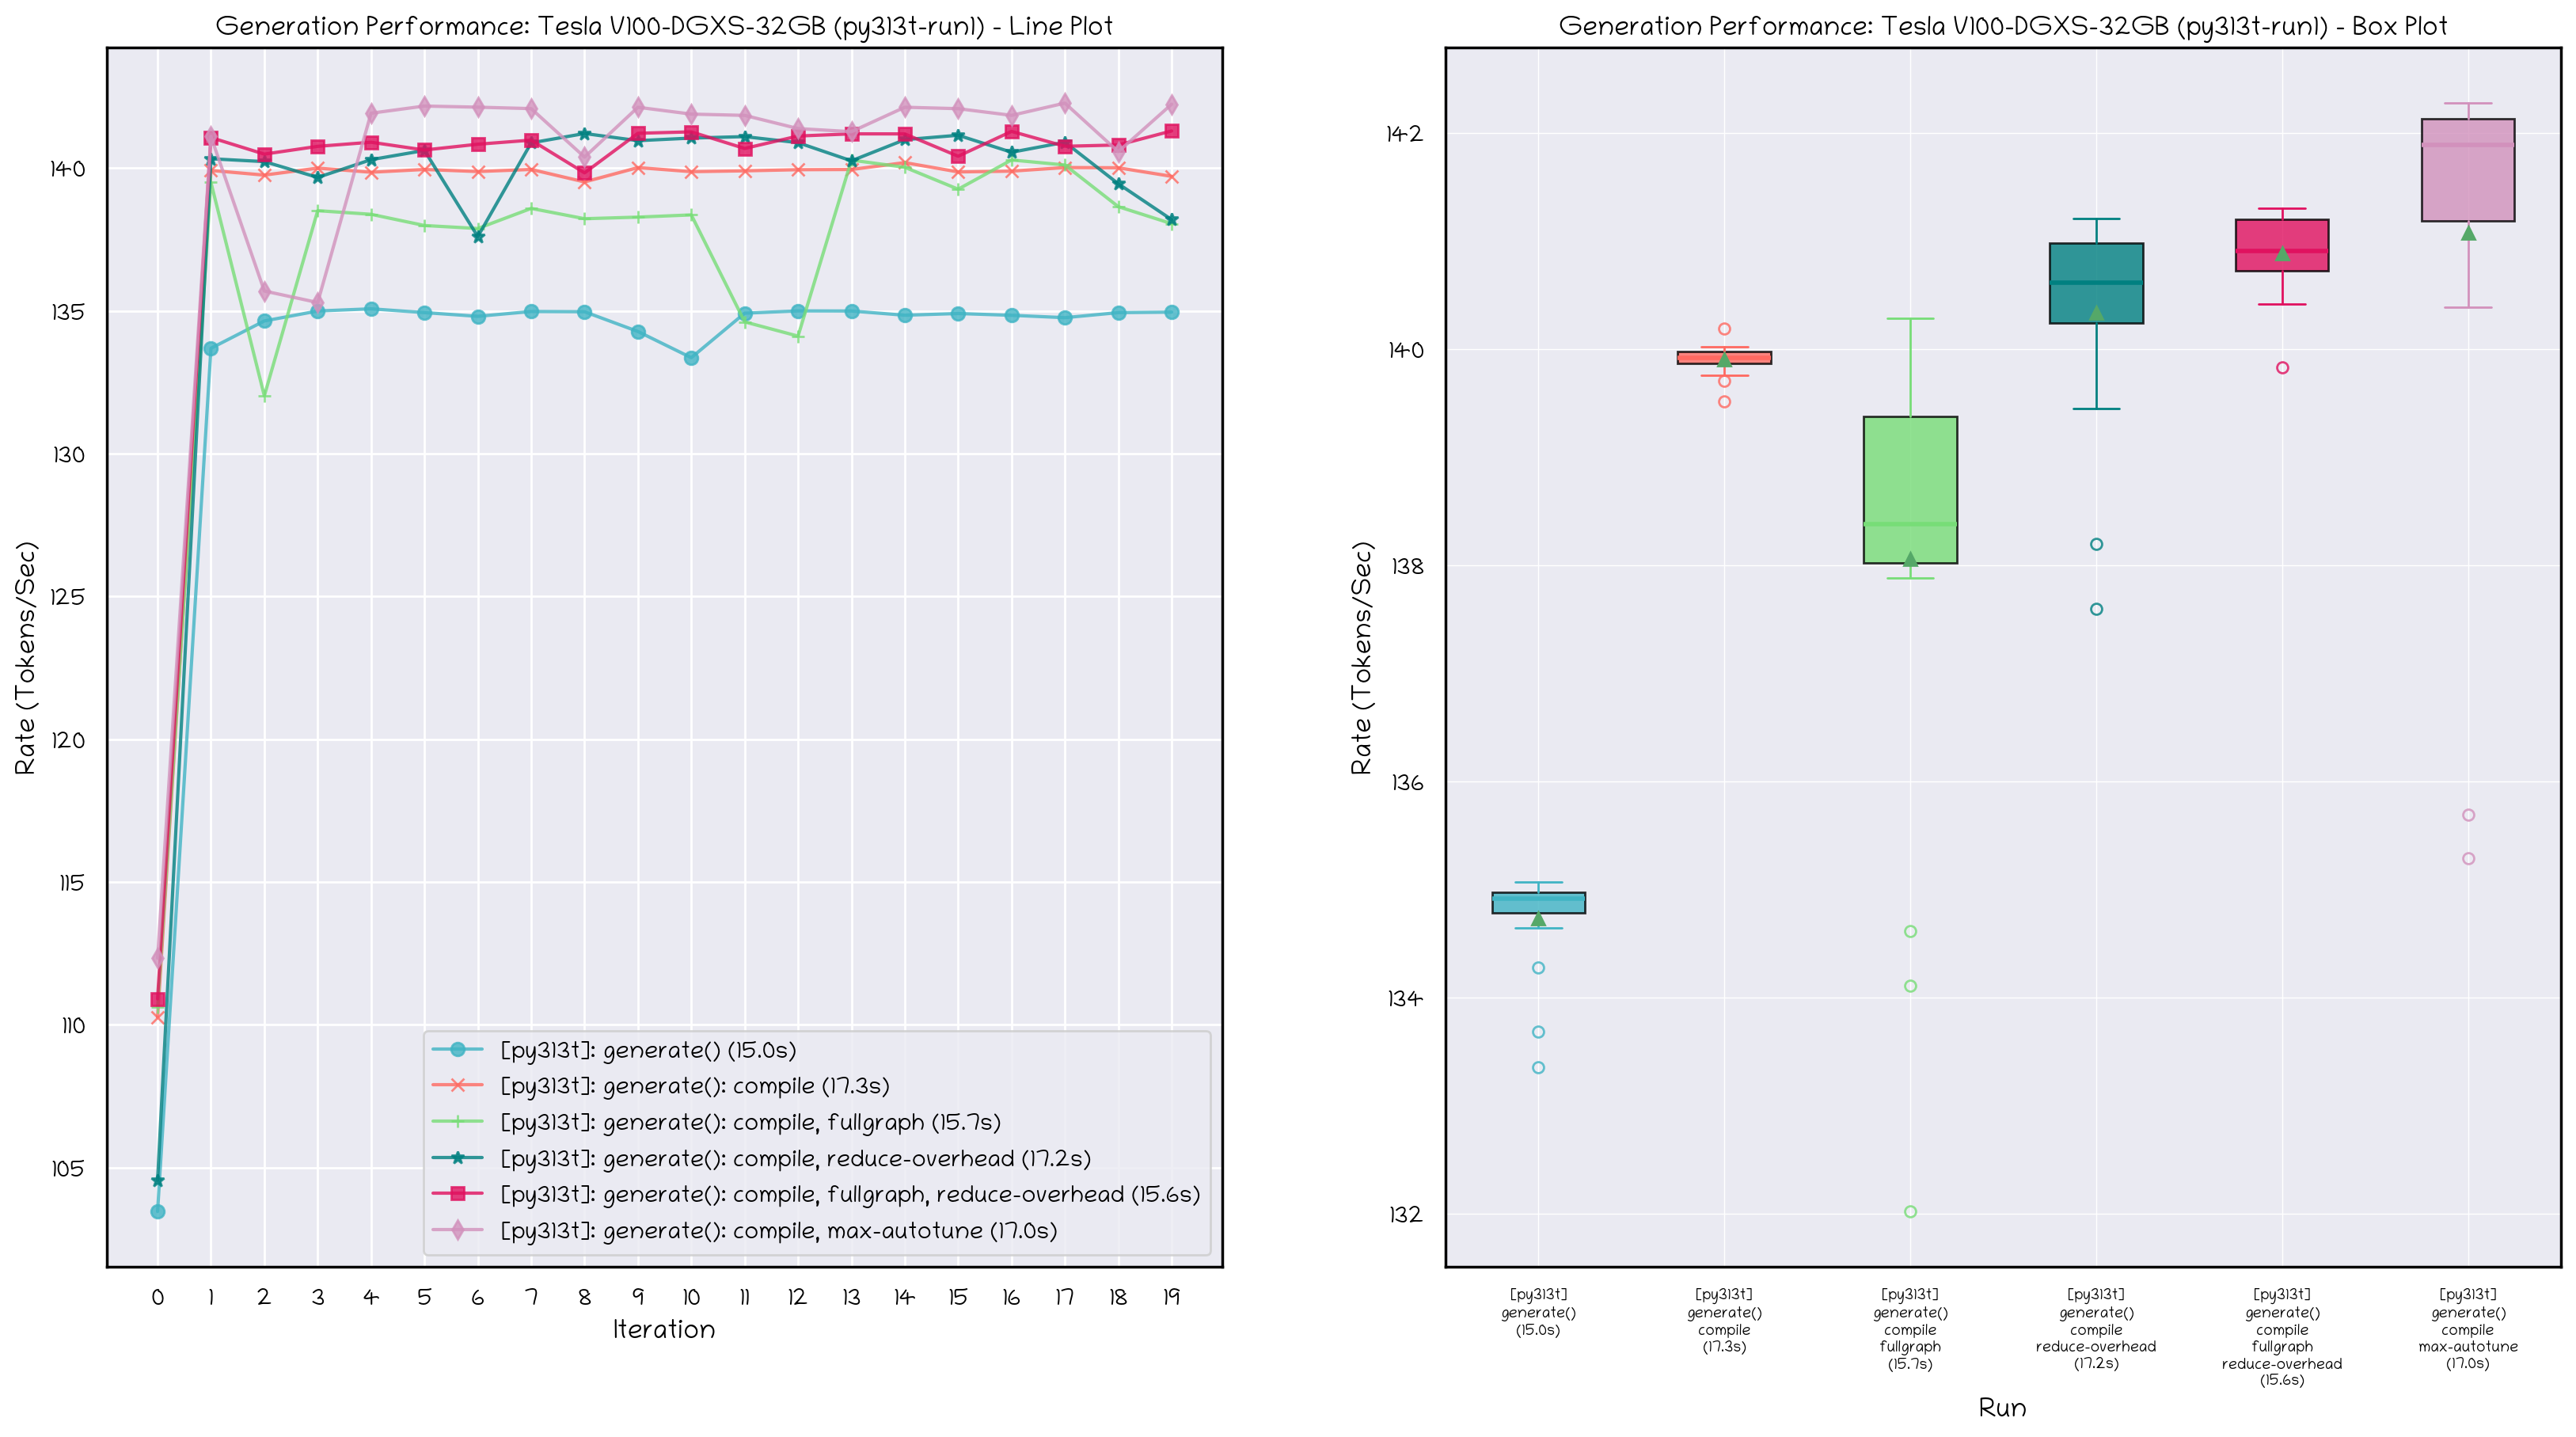 Generation Performance: Tesla V100-DGXS-32GB (py313t-run1) - Line Plot
Rate (Tokens/Sec)
140
135
130
125
120
115
110
105
[py313t]: generate() (15.0s)
[py313t]: generate(): compile (17.3s)
[py313t]: generate(): compile, fullgraph (15.7s)
[py313t]: generate(): compile, reduce-overhead (17.2s)
[py313t]: generate(): compile, fullgraph, reduce-overhead (15.6s)
[py313t]: generate(): compile, max-autotune (17.0s)
0 1 2 3 4 5 6 7 8 9 10 11 12 13 14 15 16 17 18 19
Iteration
Generation Performance: Tesla V100-DGXS-32GB (py313t-run1) - Box Plot
Rate (Tokens/Sec)
142
140
138
136
134
132
[py313t]
generate()
(15.0s)
[py313t]
generate()
compile
(17.3s)
[py313t]
generate()
compile
fullgraph
(15.7s)
[py313t]
generate()
compile
reduce-overhead
(17.2s)
[py313t]
generate()
compile
fullgraph
reduce-overhead
(15.6s)
[py313t]
generate()
compile
max-autotune
(17.0s)
Run